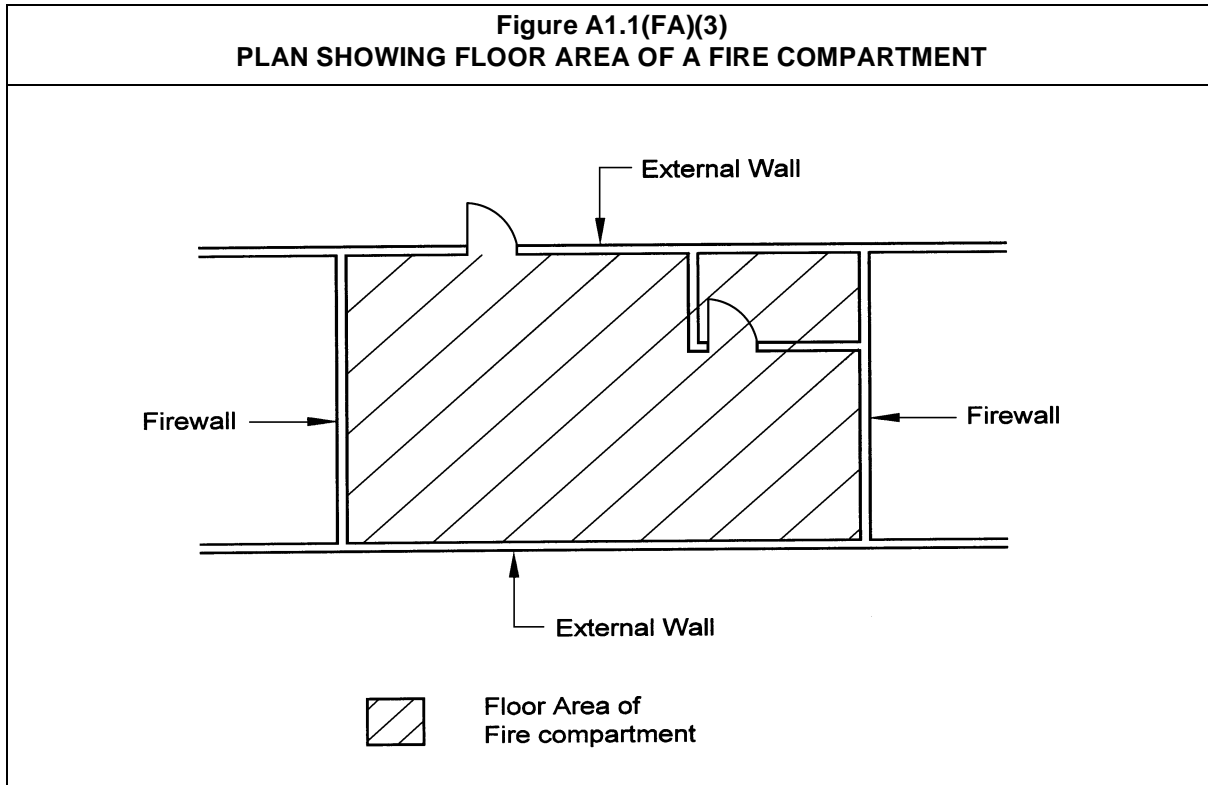 Figure A1.1(FA)(3)
PLAN SHOWING FLOOR AREA OF A FIRE COMPARTMENT
External Wall
Firewall
Firewall
External Wall
Floor Area of
Fire compartment